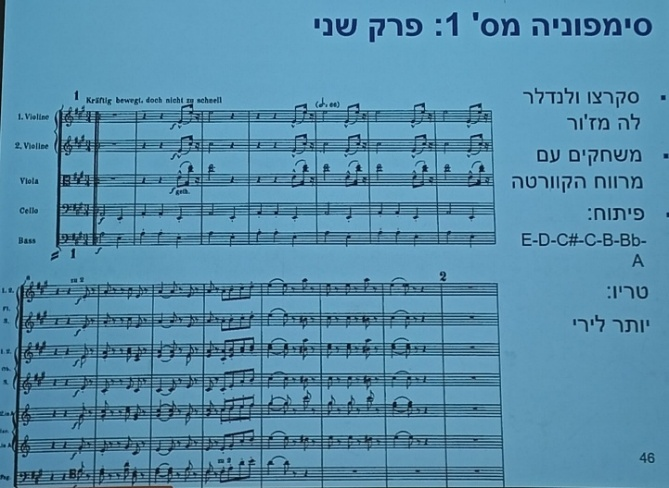 סימפוניה מס' 1: פרק שני
סקרצו ולנדלר
לה מז'ור
משחקים עם
מרווח הקוורטה
פיתוח:
E-D-C#-C-B-Bb-
A
טריו:
יותר לירי
1
Kräftig bewegt, doch nicht zu schnell
1. Violine
2. Violine
Viola
Cello
Bass
f
f
f
f
1
2
46